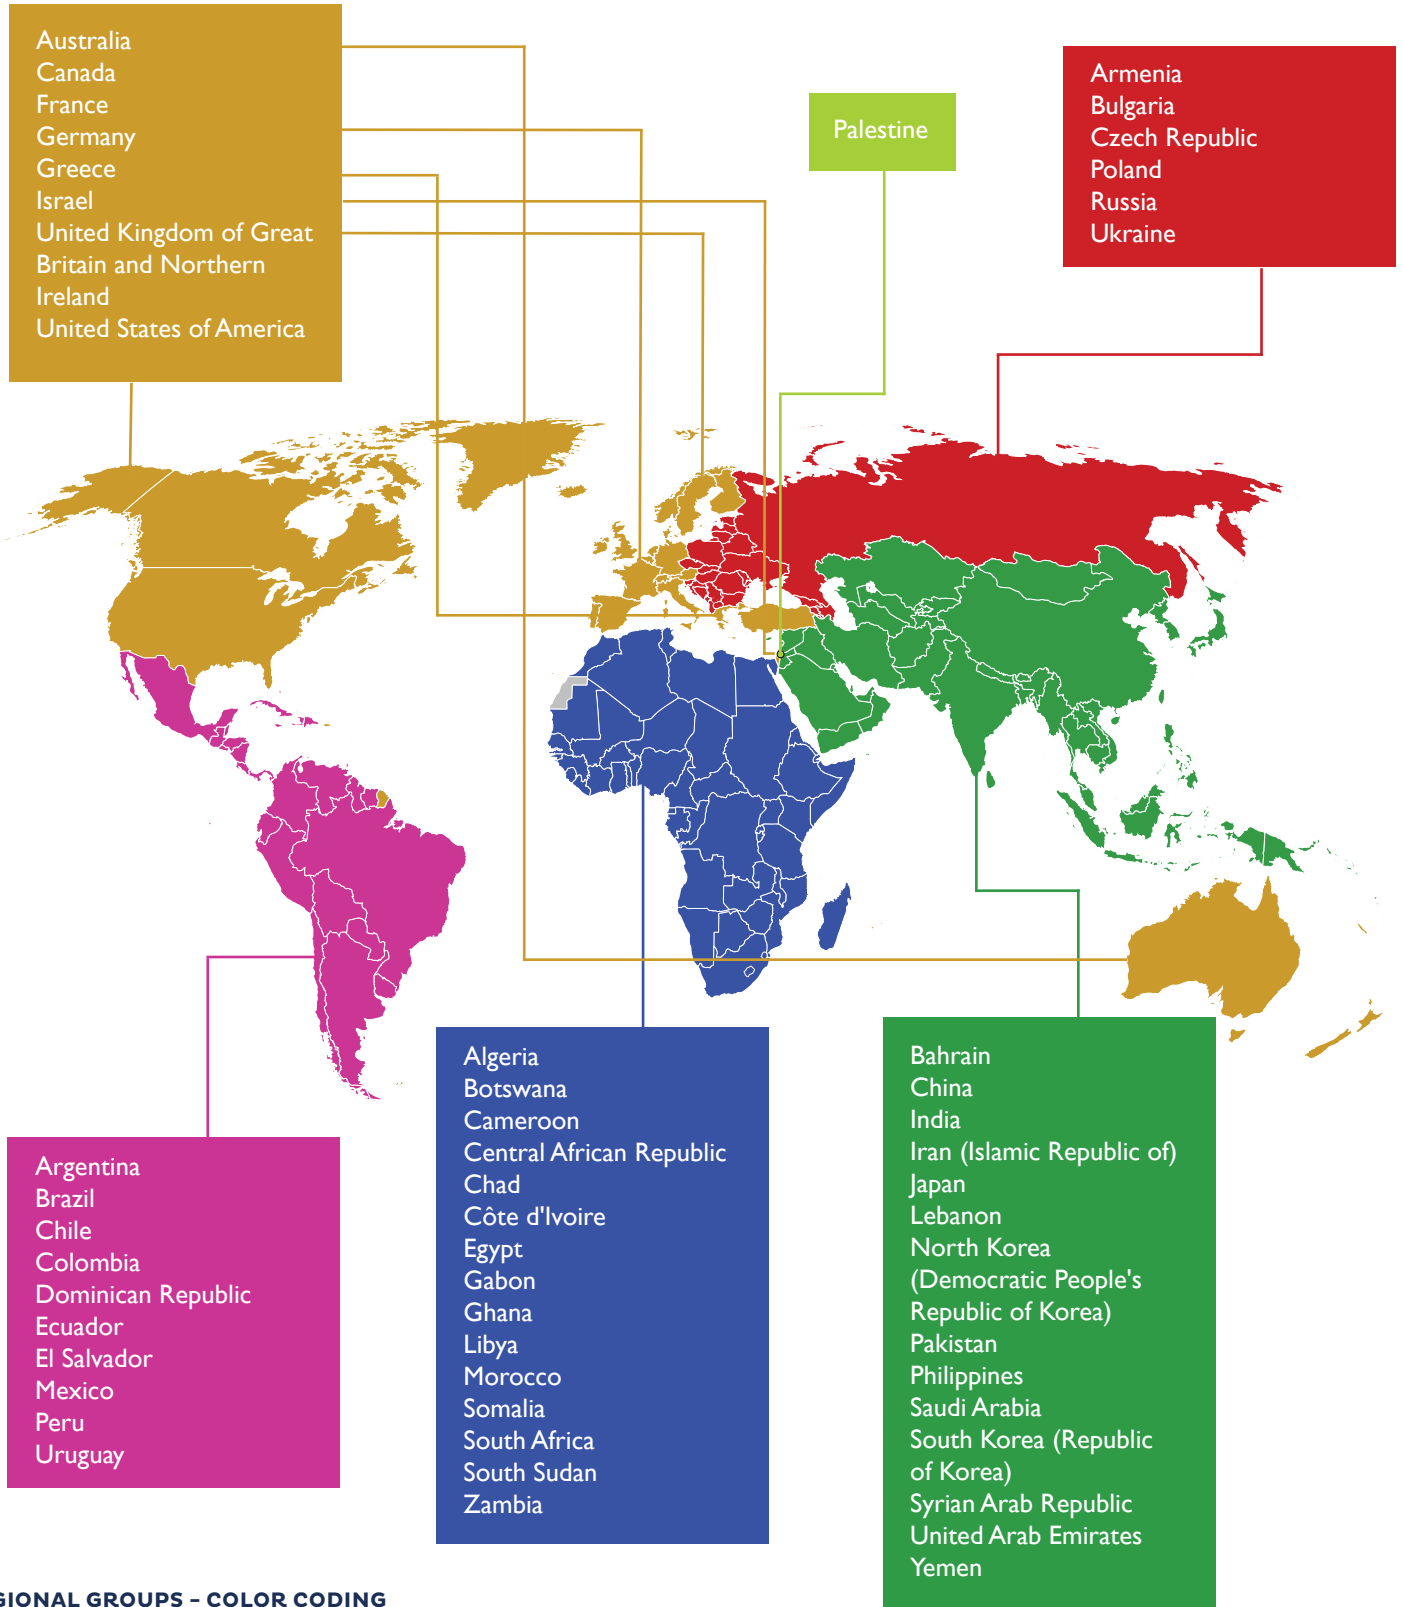 Australia
Canada
France
Germany
Greece
Israel
United Kingdom of Great
Britain and Northern
Ireland
United States of America
Palestine
Armenia
Bulgaria
Czech Republic
Poland
Russia
Ukraine
Argentina
Brazil
Chile
Colombia
Dominican Republic
Ecuador
El Salvador
Mexico
Peru
Uruguay
Algeria
Botswana
Cameroon
Central African Republic
Chad
Côte d'Ivoire
Egypt
Gabon
Ghana
Libya
Morocco
Somalia
South Africa
South Sudan
Zambia
Bahrain
China
India
Iran (Islamic Republic of)
Japan
Lebanon
North Korea
(Democratic People's
Republic of Korea)
Pakistan
Philippines
Saudi Arabia
South Korea (Republic
of Korea)
Syrian Arab Republic
United Arab Emirates
Yemen
GIONAL GROUPS – COLOR CODING